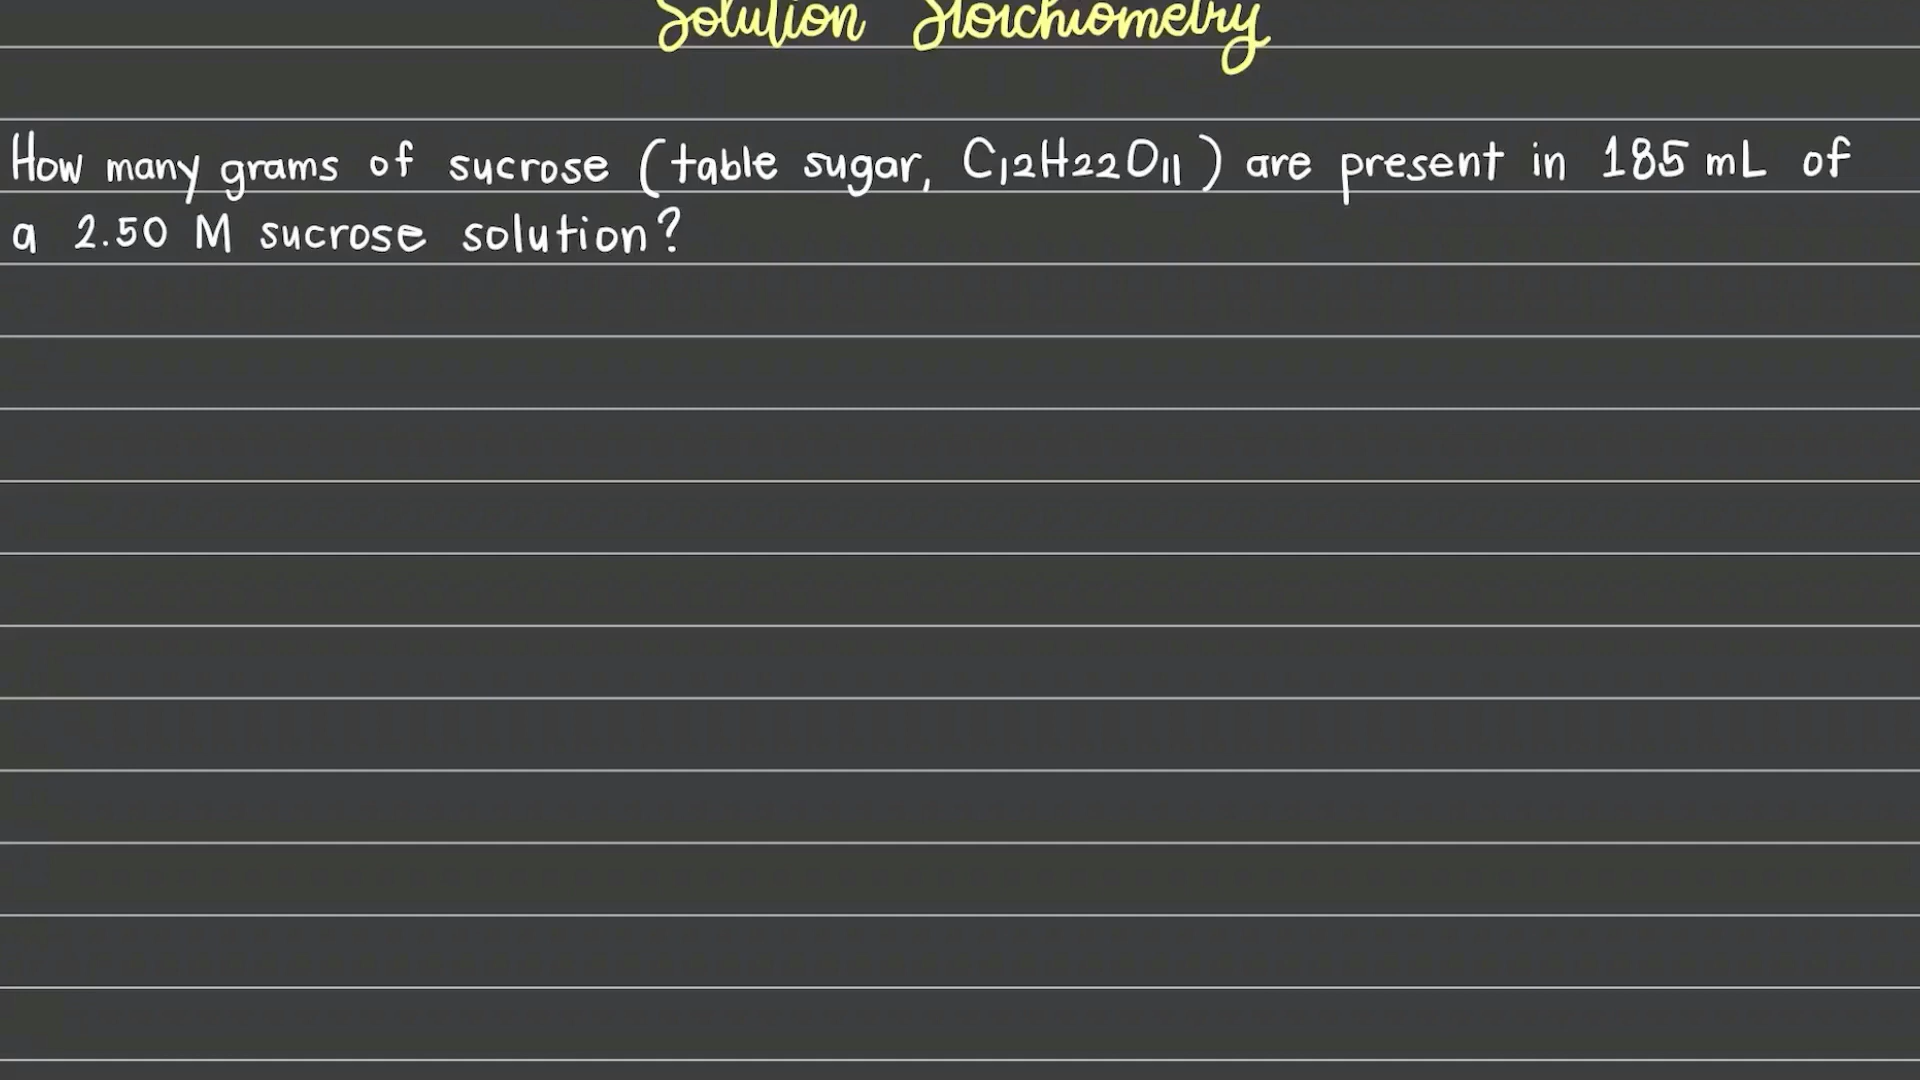 Solution Stoichiometry
How many grams of sucrose (table sugar, C₁₂H₂₂O₁₁) are present in 185 mL of
a 2.50 M sucrose solution?